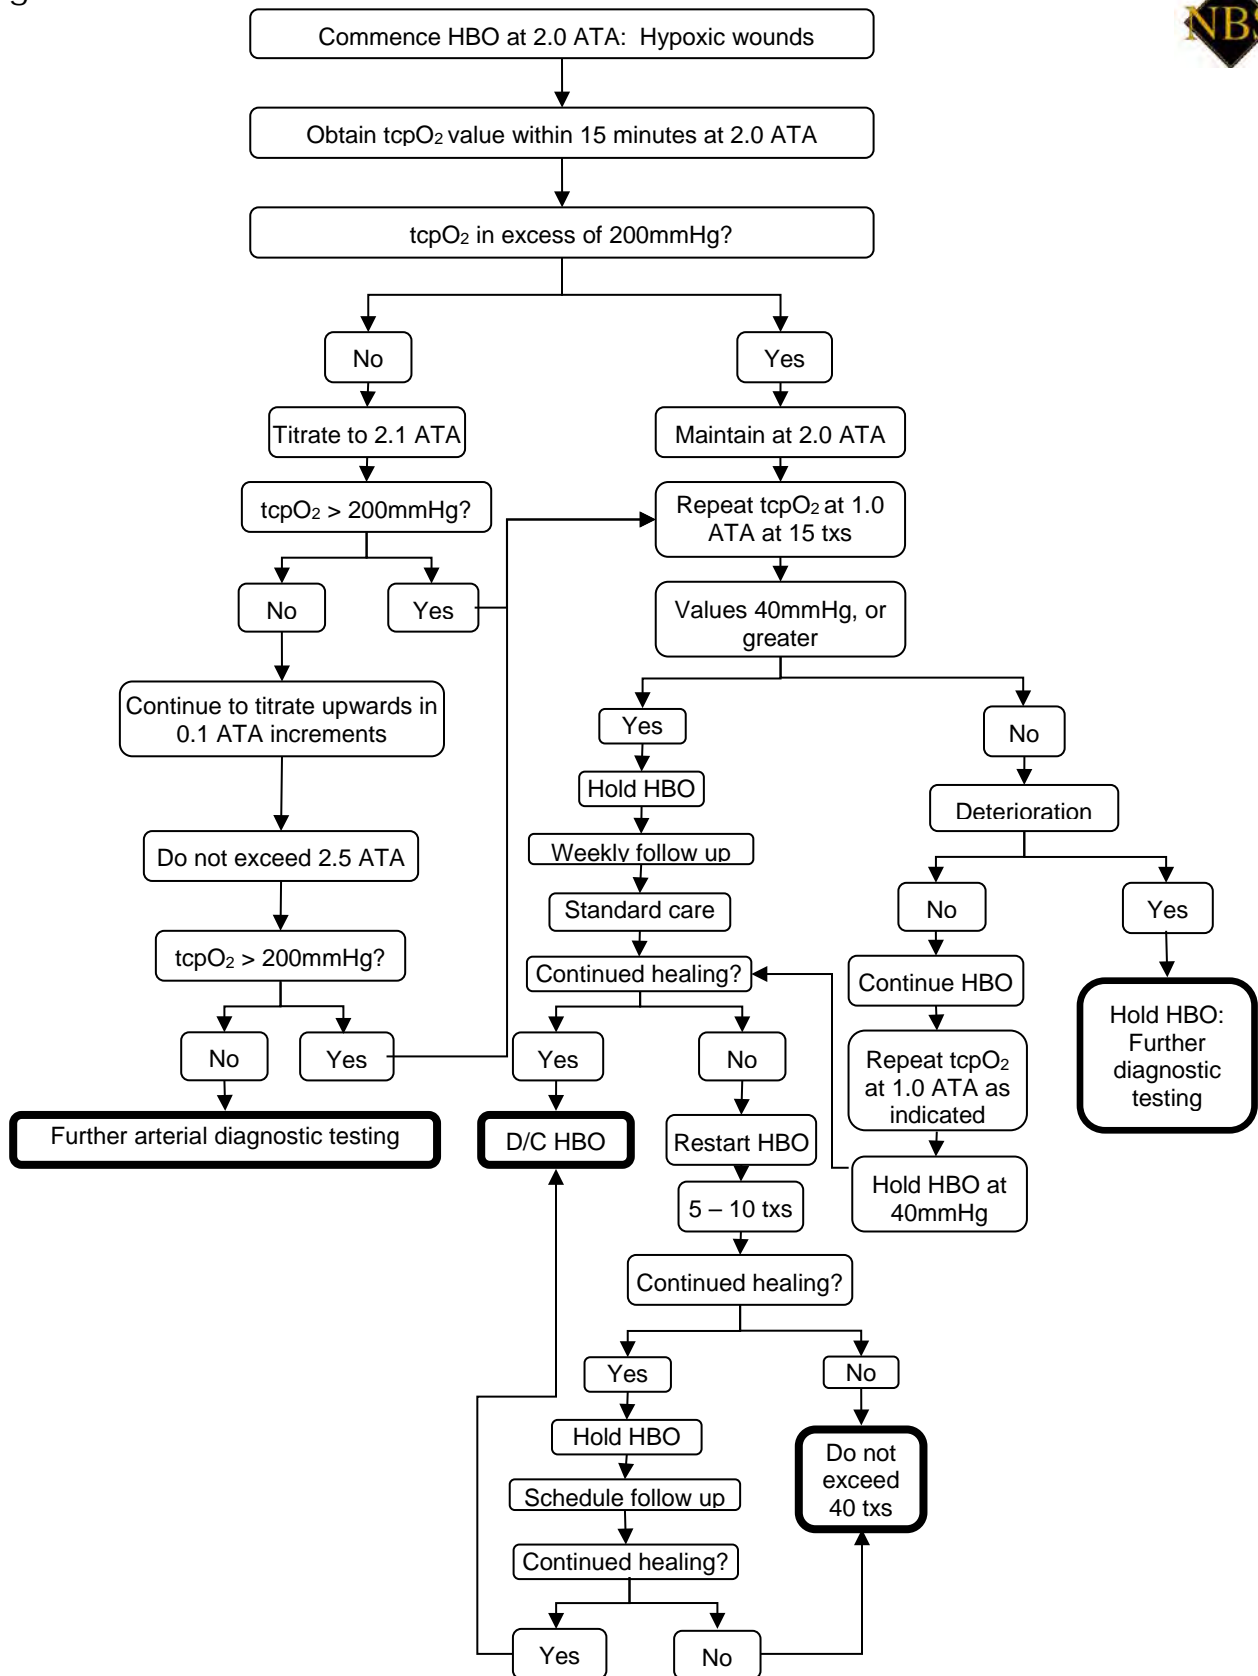 g
NBS
Commence HBO at 2.0 ATA: Hypoxic wounds
Obtain tcpO₂ value within 15 minutes at 2.0 ATA
tcpO₂ in excess of 200mmHg?
No
Yes
Titrate to 2.1 ATA
Maintain at 2.0 ATA
tcpO₂ > 200mmHg?
Repeat tcpO₂ at 1.0
ATA at 15 txs
No
Yes
Values 40mmHg, or
greater
Continue to titrate upwards in
0.1 ATA increments
Yes
No
Hold HBO
Deterioration
Do not exceed 2.5 ATA
Weekly follow up
No
Yes
Standard care
tcpO₂ > 200mmHg?
Continued healing?
Continue HBO
Hold HBO:
Further
diagnostic
testing
No
Yes
Yes
No
Repeat tcpO₂
at 1.0 ATA as
indicated
Further arterial diagnostic testing
D/C HBO
Restart HBO
Hold HBO at
40mmHg
5 – 10 txs
Continued healing?
Yes
No
Hold HBO
Do not
exceed
40 txs
Schedule follow up
Continued healing?
Yes
No